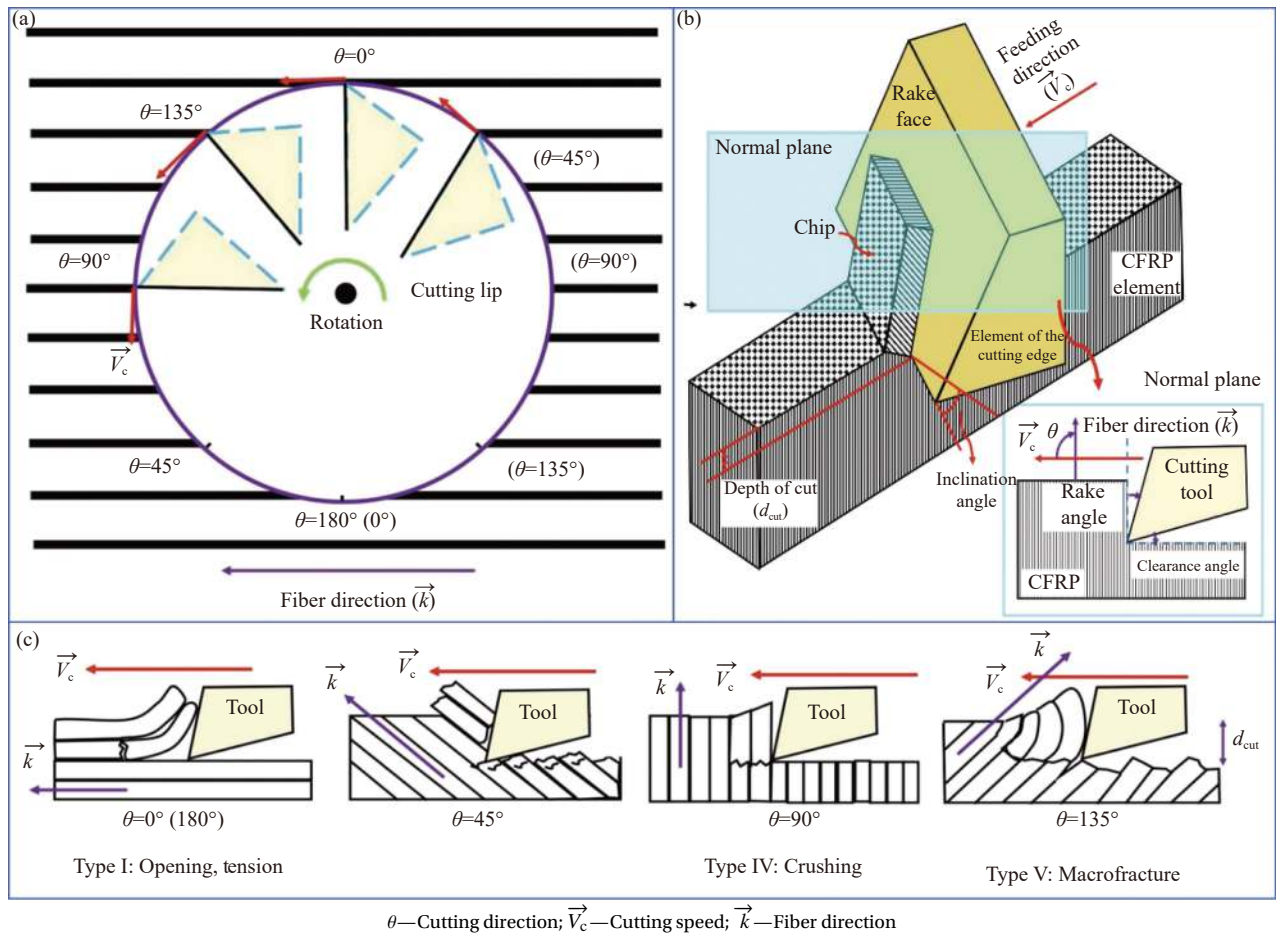 (a)
θ=0°
θ=135°
(θ=45°)
θ=90°
(θ=90°)
Cutting lip
Rotation
V⃗c
θ=45°
(θ=135°)
θ=180° (0°)
Fiber direction (k⃗)
(b)
Feeding
direction
(V⃗c)
Rake
face
Normal plane
Chip
CFRP
element
Element of the
cutting edge
Normal plane
Depth of cut
(dcut)
Inclination
angle
Fiber direction (k⃗)
V⃗c
θ
Cutting
tool
Rake
angle
Clearance angle
CFRP
(c)
V⃗c
Tool
k⃗
θ=0° (180°)
Type I: Opening, tension
k⃗
V⃗c
Tool
θ=45°
k⃗
V⃗c
Tool
θ=90°
Type IV: Crushing
k⃗
V⃗c
Tool
dcut
θ=135°
Type V: Macrofracture
θ—Cutting direction; V⃗c—Cutting speed; k⃗—Fiber direction